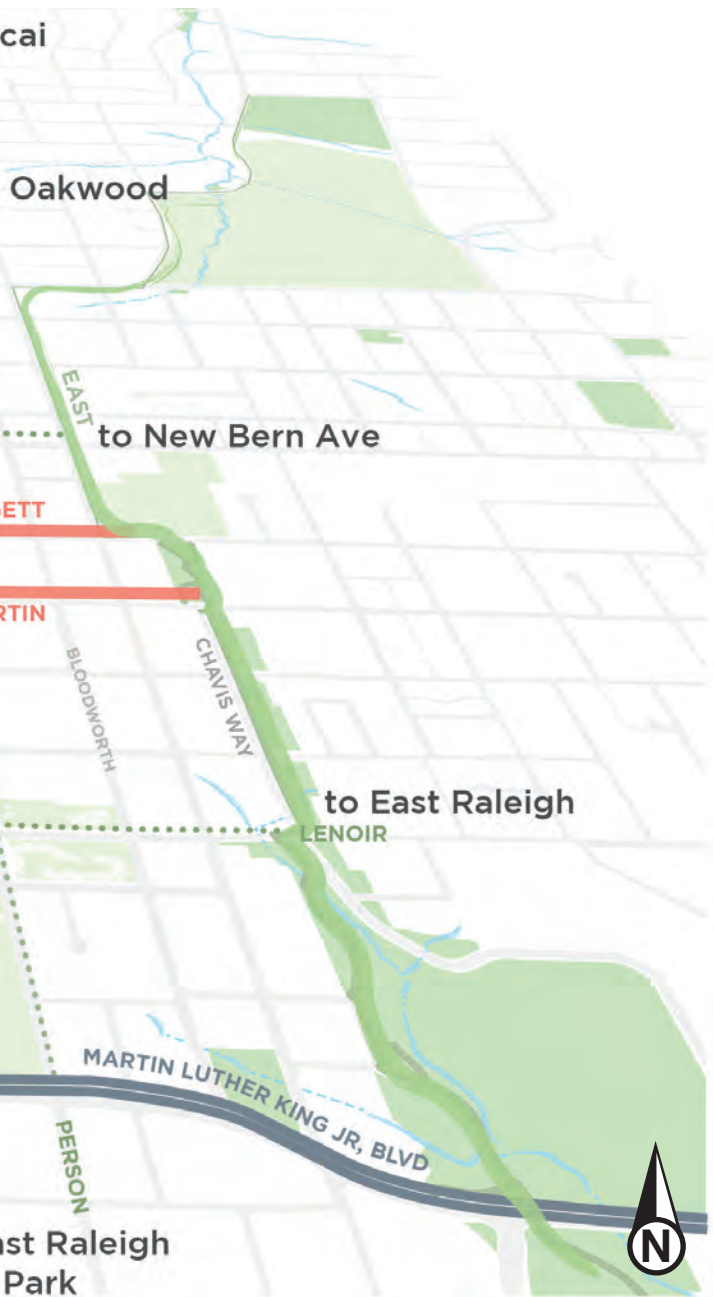 cai
Oakwood
EAST
to New Bern Ave
ETT
RTIN
BLOODWORTH
CHAVIS WAY
to East Raleigh
LENOIR
MARTIN LUTHER KING JR, BLVD
PERSON
ast Raleigh
Park
N